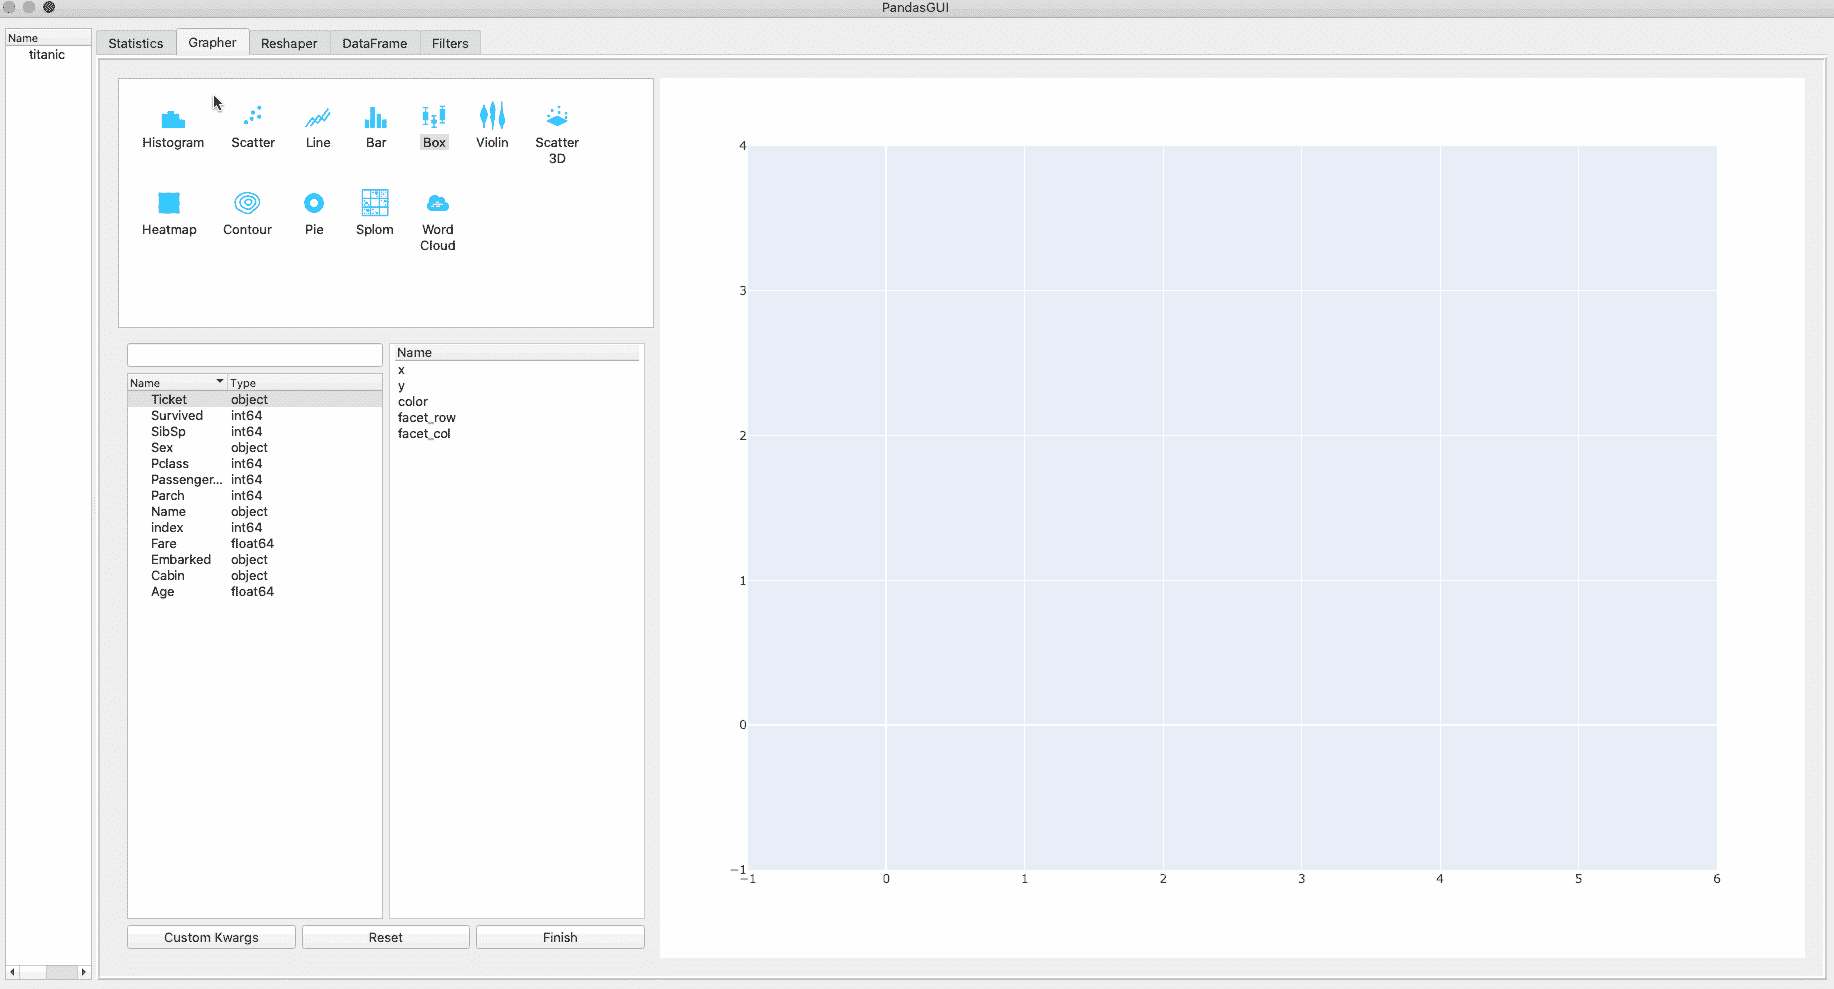 PandasGUI
Name
titanic
Statistics Grapher Reshaper DataFrame Filters
Histogram Scatter Line Bar Box Violin Scatter 3D
Heatmap Contour Pie Splom Word Cloud
Name Type
Ticket object
Survived int64
SibSp int64
Sex object
Pclass int64
Passenger... int64
Parch int64
Name object
index int64
Fare float64
Embarked object
Cabin object
Age float64
Name
x
y
color
facet_row
facet_col
Custom Kwargs Reset Finish
4
3
2
1
0
−1
−1 0 1 2 3 4 5 6